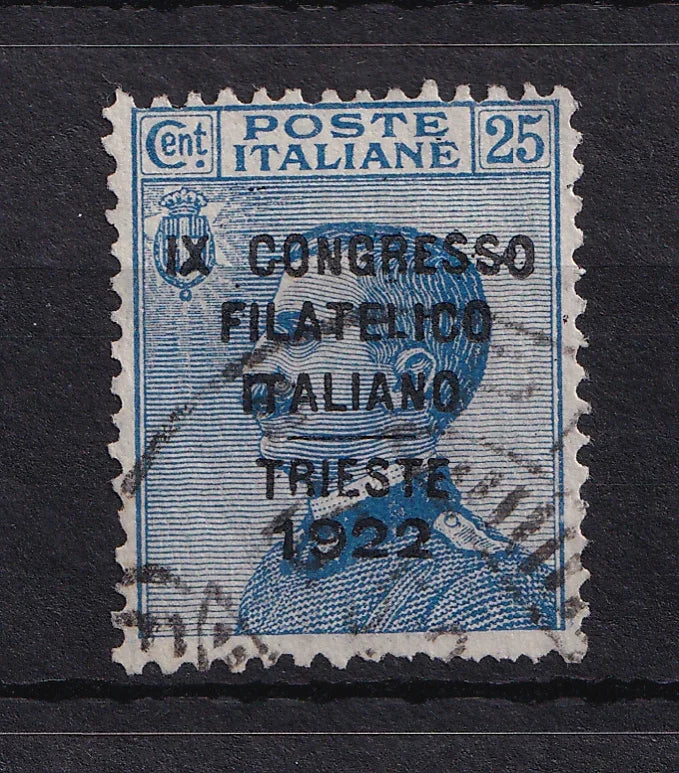 Cent.
POSTE
ITALIANE
25
IX CONGRESSO
FILATELICO
ITALIANO
TRIESTE
1922